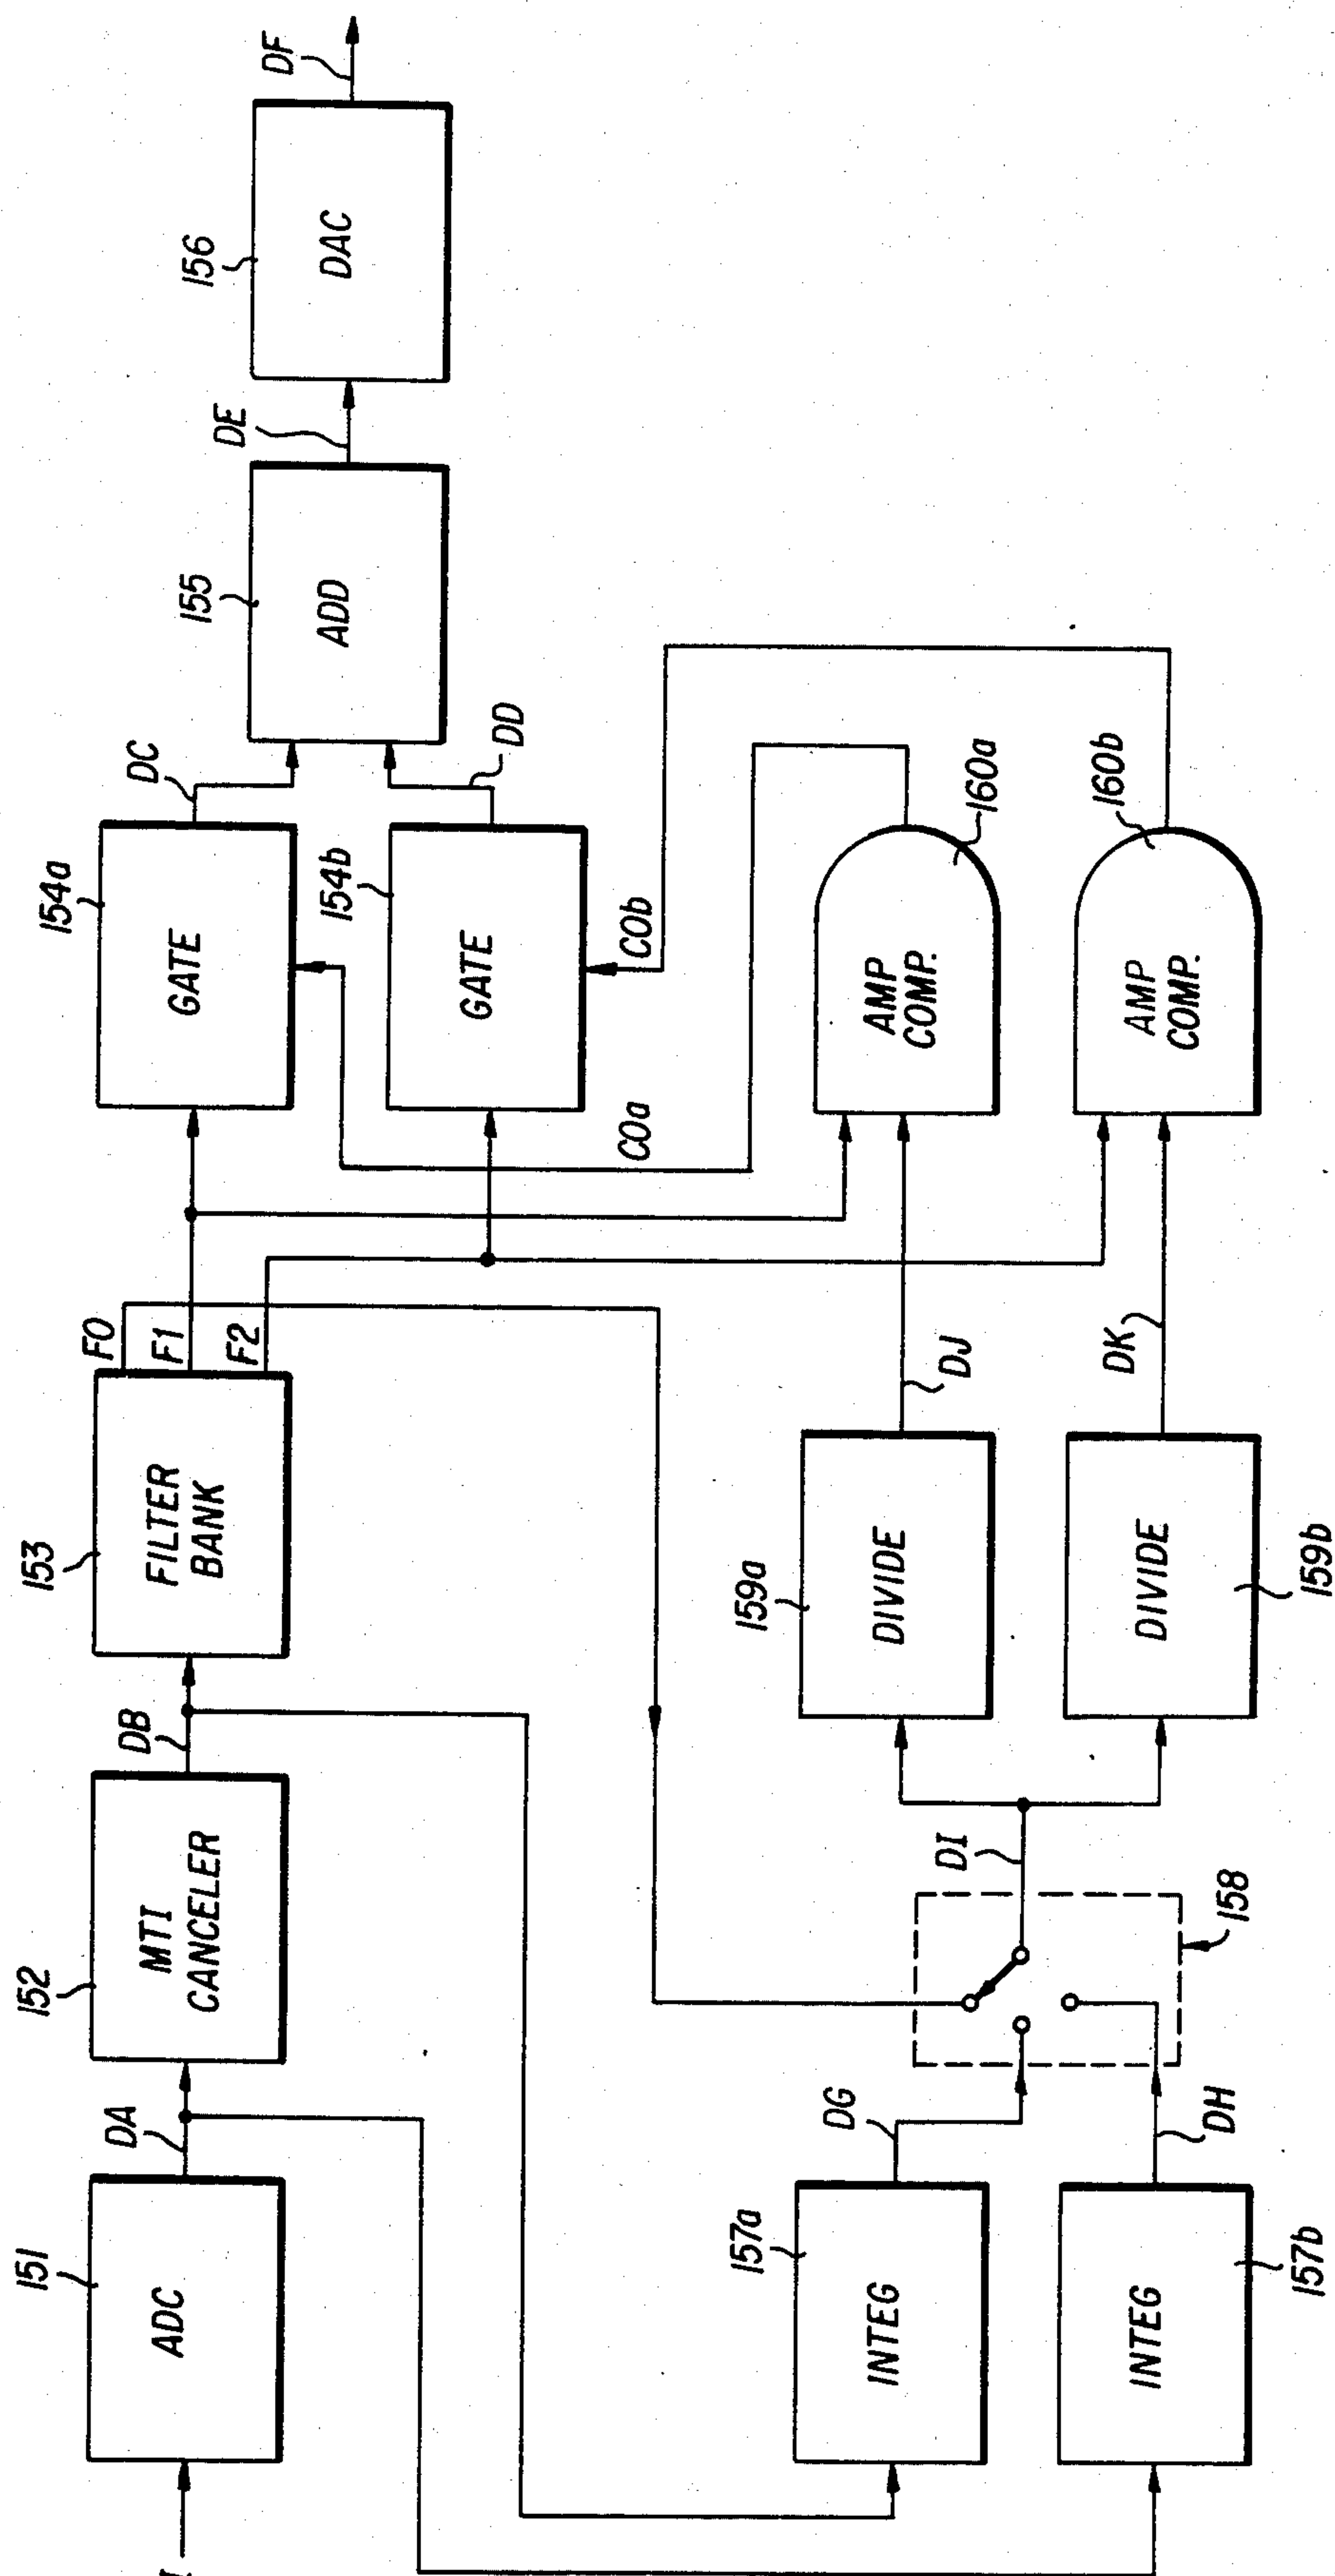 151
ADC
DA
152
MTI
CANCELER
DB
153
FILTER
BANK
F0
F1
F2
154a
GATE
DC
154b
GATE
DD
155
ADD
DE
156
DAC
DF
COa
COb
157a
INTEG
DG
157b
INTEG
DH
158
DI
159a
DIVIDE
DJ
159b
DIVIDE
DK
AMP
COMP.
160a
AMP
COMP.
160b